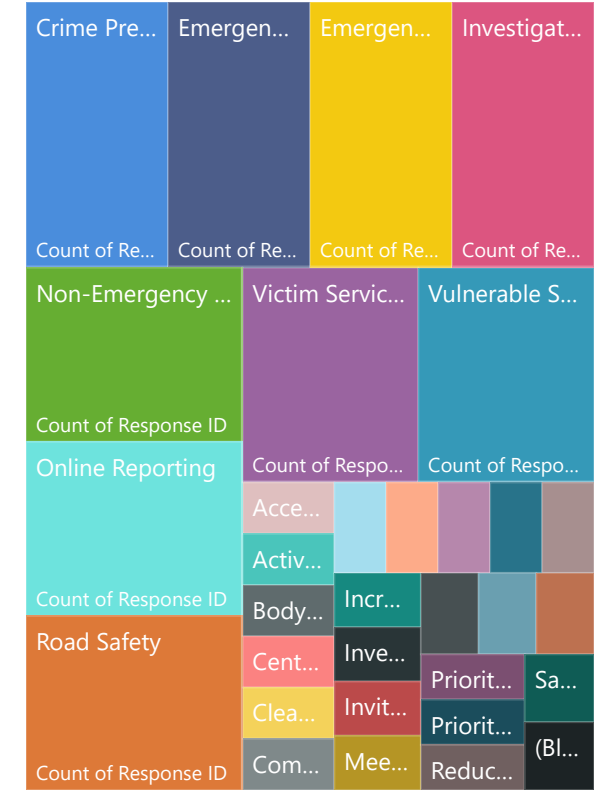 Crime Pre...
Emergen...
Emergen...
Investigat...
Count of Re...
Count of Re...
Count of Re...
Count of Re...
Non-Emergency ...
Victim Servic...
Vulnerable S...
Count of Response ID
Online Reporting
Count of Respo...
Count of Respo...
Acce...
Activ...
Count of Response ID
Body...
Incr...
Road Safety
Cent...
Inve...
Priorit...
Sa...
Clea...
Invit...
Priorit...
(Bl...
Count of Response ID
Com...
Mee...
Reduc...